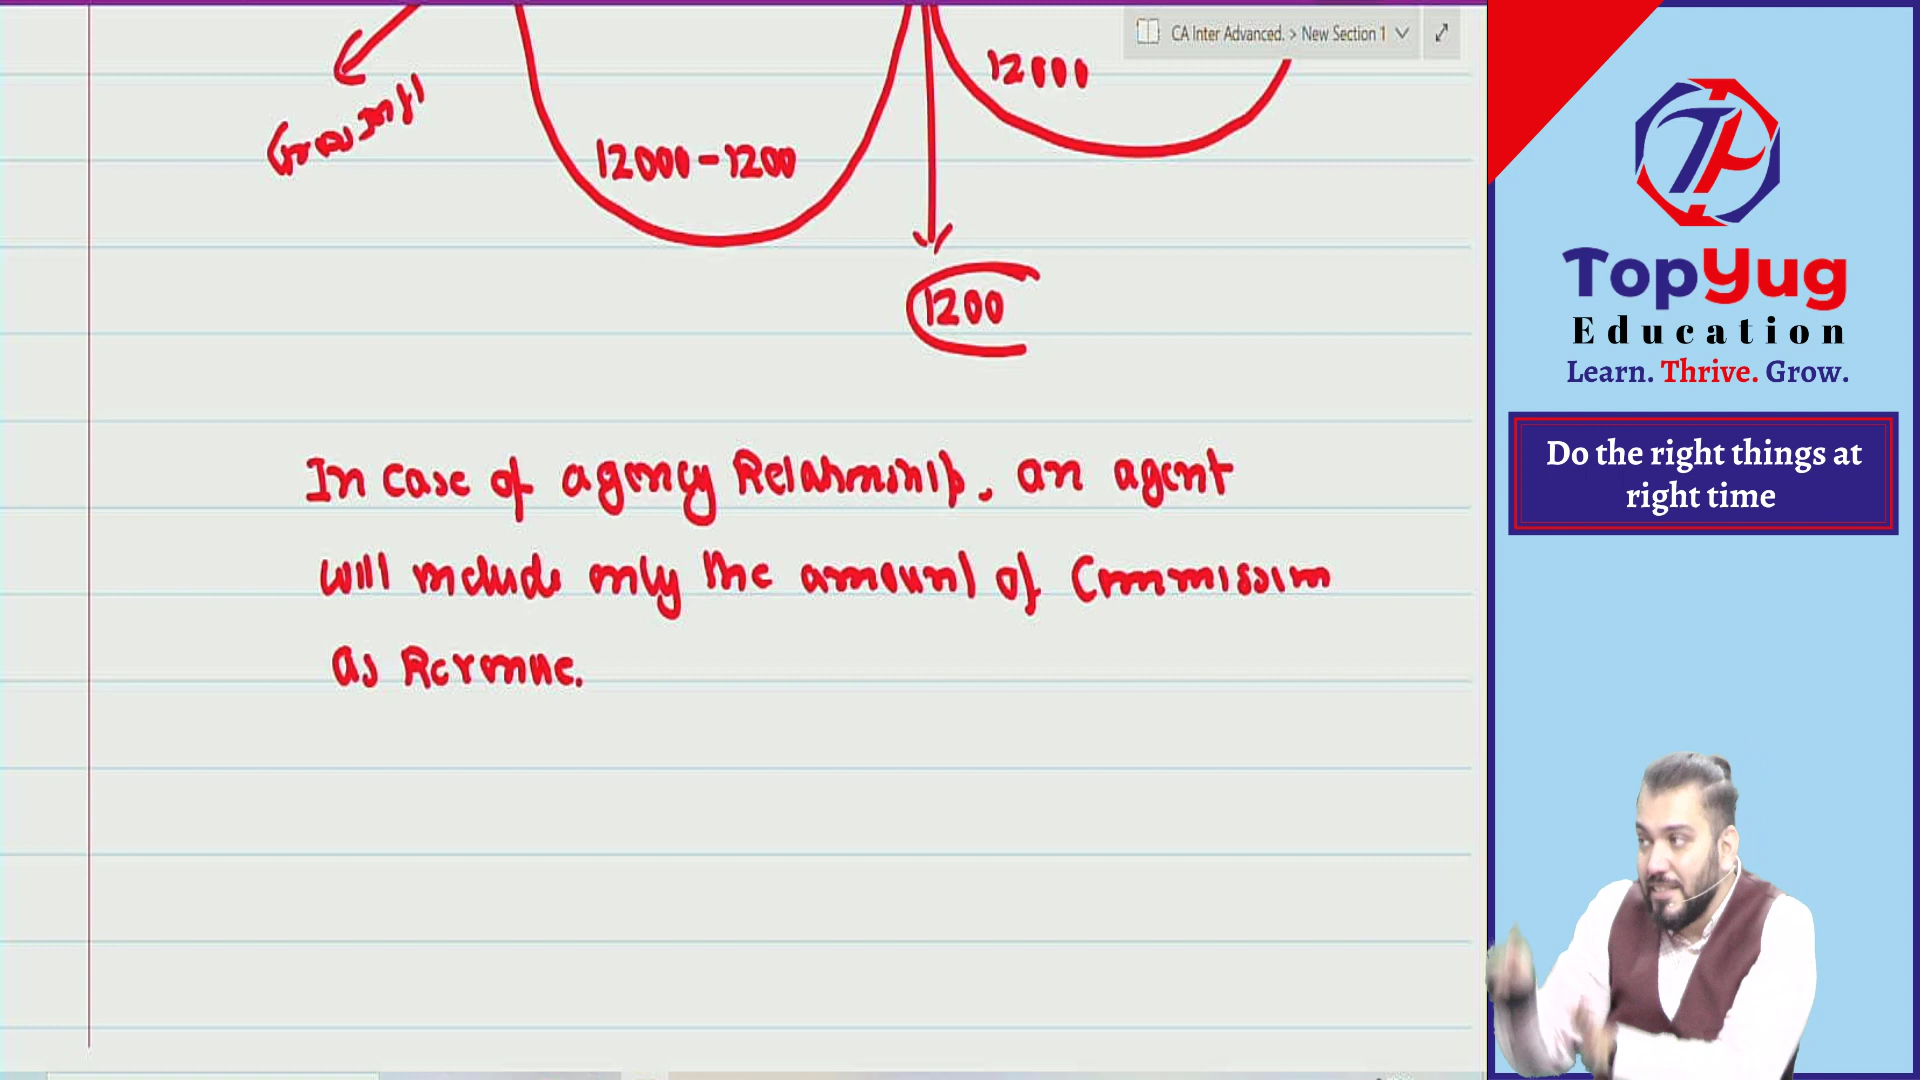 CA Inter Advanced. > New Section 1
12000
Gross Inf
12000-1200
1200
In case of agency Relationship, an agent
will include only the amount of Commission
as Revenue.
TopYug
Education
Learn. Thrive. Grow.
Do the right things at
right time